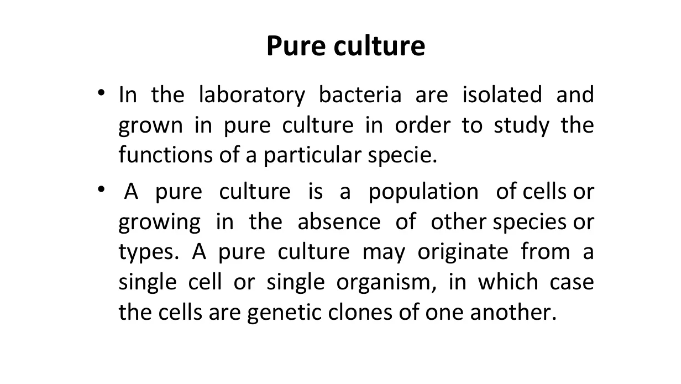 Pure culture
• In the laboratory bacteria are isolated and
grown in pure culture in order to study the
functions of a particular specie.
• A pure culture is a population of cells or
growing in the absence of other species or
types. A pure culture may originate from a
single cell or single organism, in which case
the cells are genetic clones of one another.